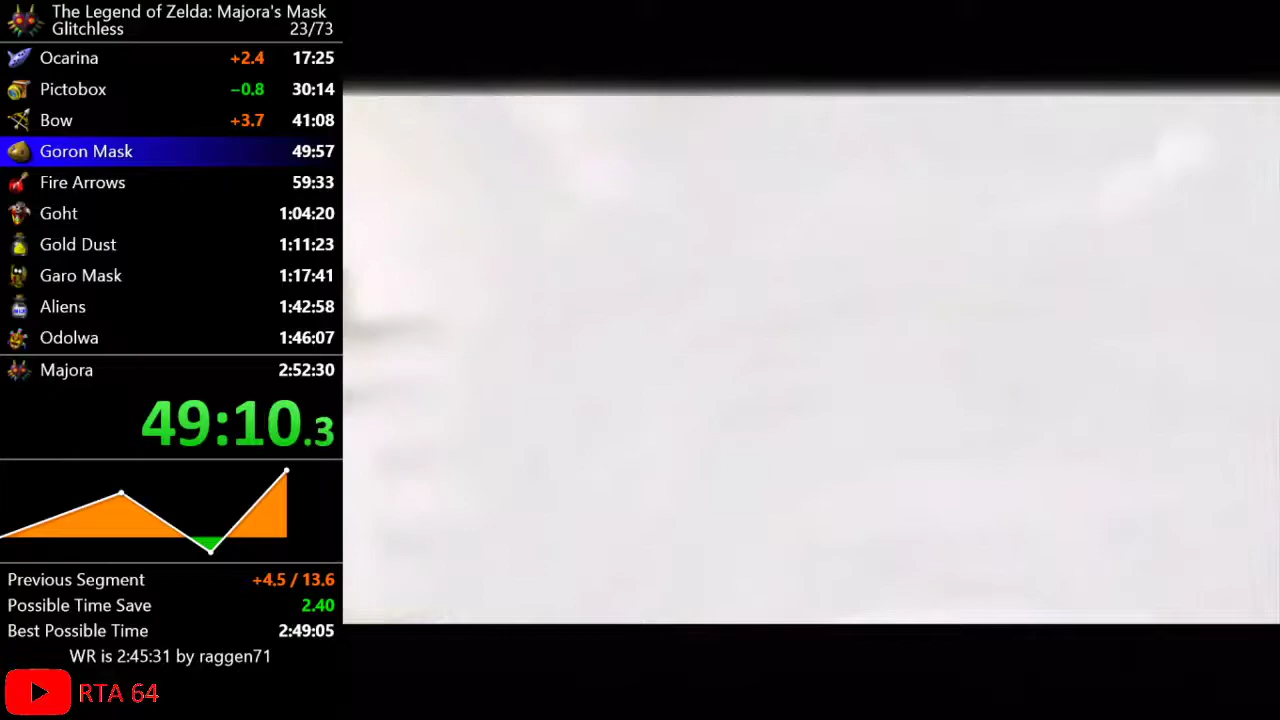 The Legend of Zelda: Majora's Mask
Glitchless 23/73
Ocarina +2.4 17:25
Pictobox −0.8 30:14
Bow +3.7 41:08
Goron Mask 49:57
Fire Arrows 59:33
Goht 1:04:20
Gold Dust 1:11:23
Garo Mask 1:17:41
Aliens 1:42:58
Odolwa 1:46:07
Majora 2:52:30
49:10.3
Previous Segment +4.5 / 13.6
Possible Time Save 2.40
Best Possible Time 2:49:05
WR is 2:45:31 by raggen71
RTA 64